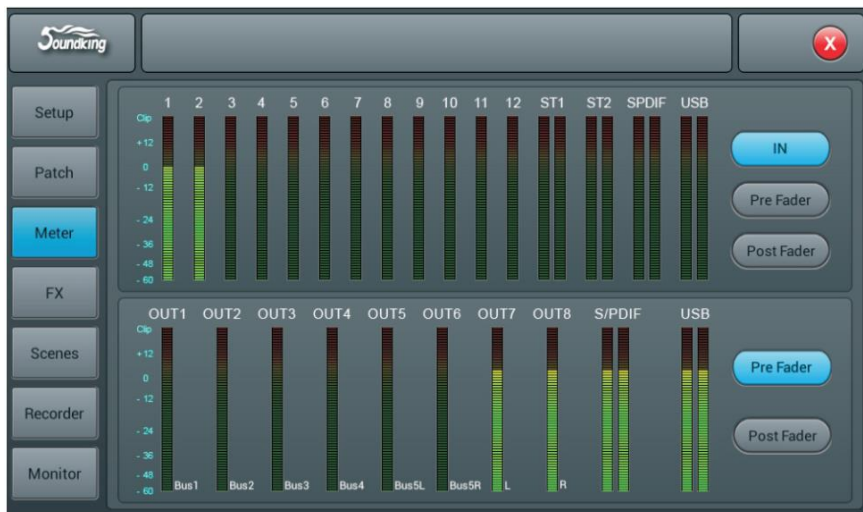 Soundking
X
Setup
Patch
Meter
FX
Scenes
Recorder
Monitor
1 2 3 4 5 6 7 8 9 10 11 12 ST1 ST2 SPDIF USB
Clip
+12
0
- 12
- 24
- 36
- 48
- 60
IN
Pre Fader
Post Fader
OUT1 OUT2 OUT3 OUT4 OUT5 OUT6 OUT7 OUT8 S/PDIF USB
Clip
+12
0
- 12
- 24
- 36
- 48
- 60
Bus1 Bus2 Bus3 Bus4 Bus5L Bus5R L R
Pre Fader
Post Fader